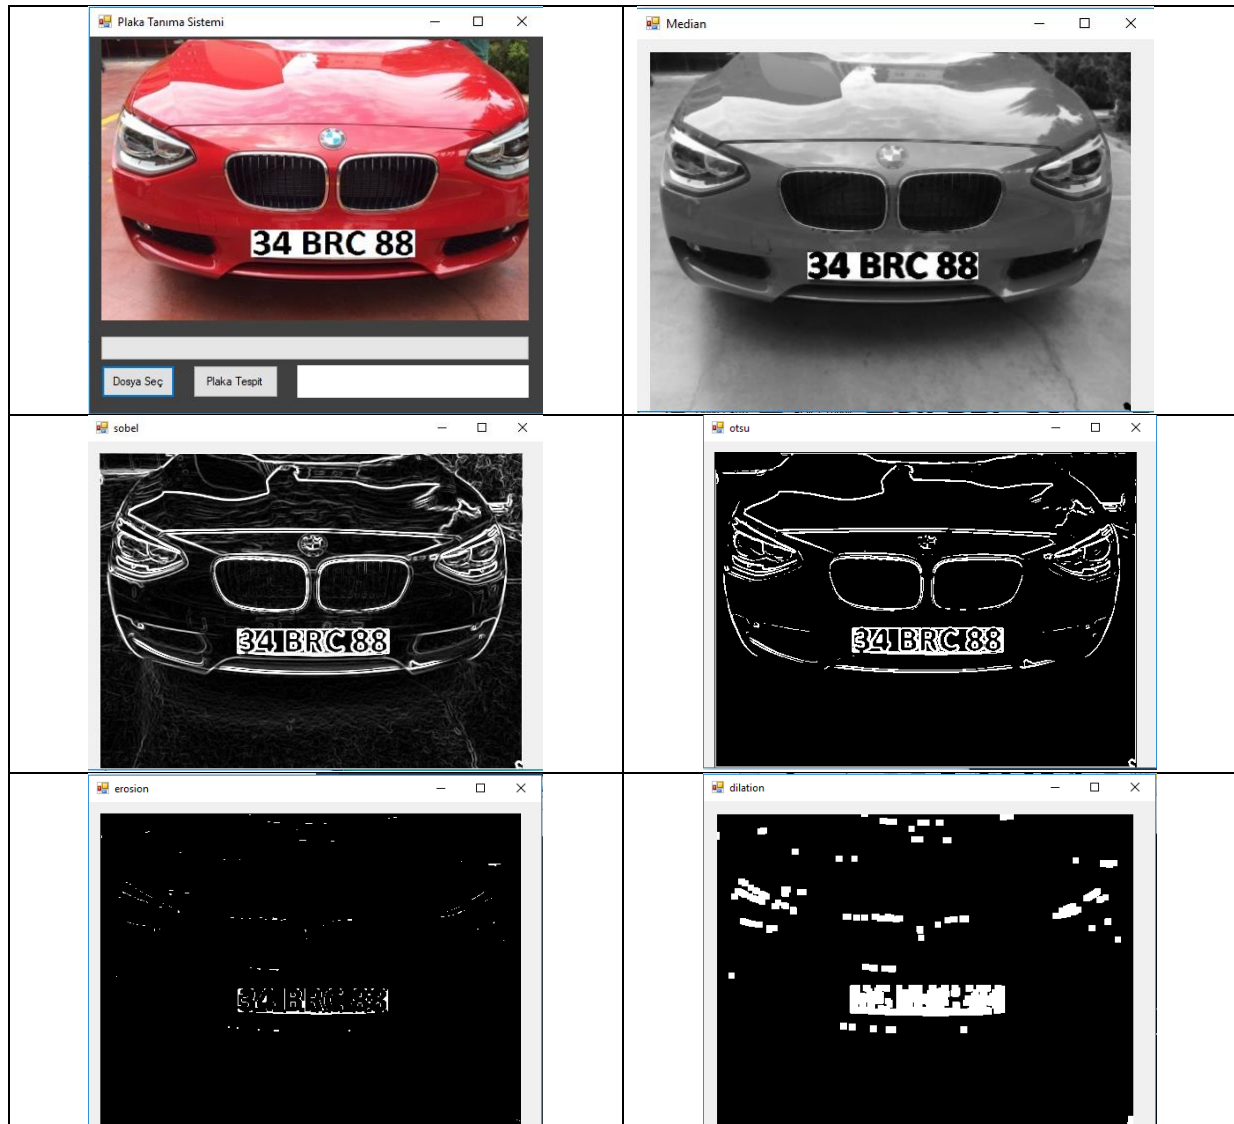 Plaka Tanıma Sistemi
34 BRC 88
Dosya Seç
Plaka Tespit
Median
34 BRC 88
sobel
34 BRC 88
otsu
34 BRC 88
erosion
dilation